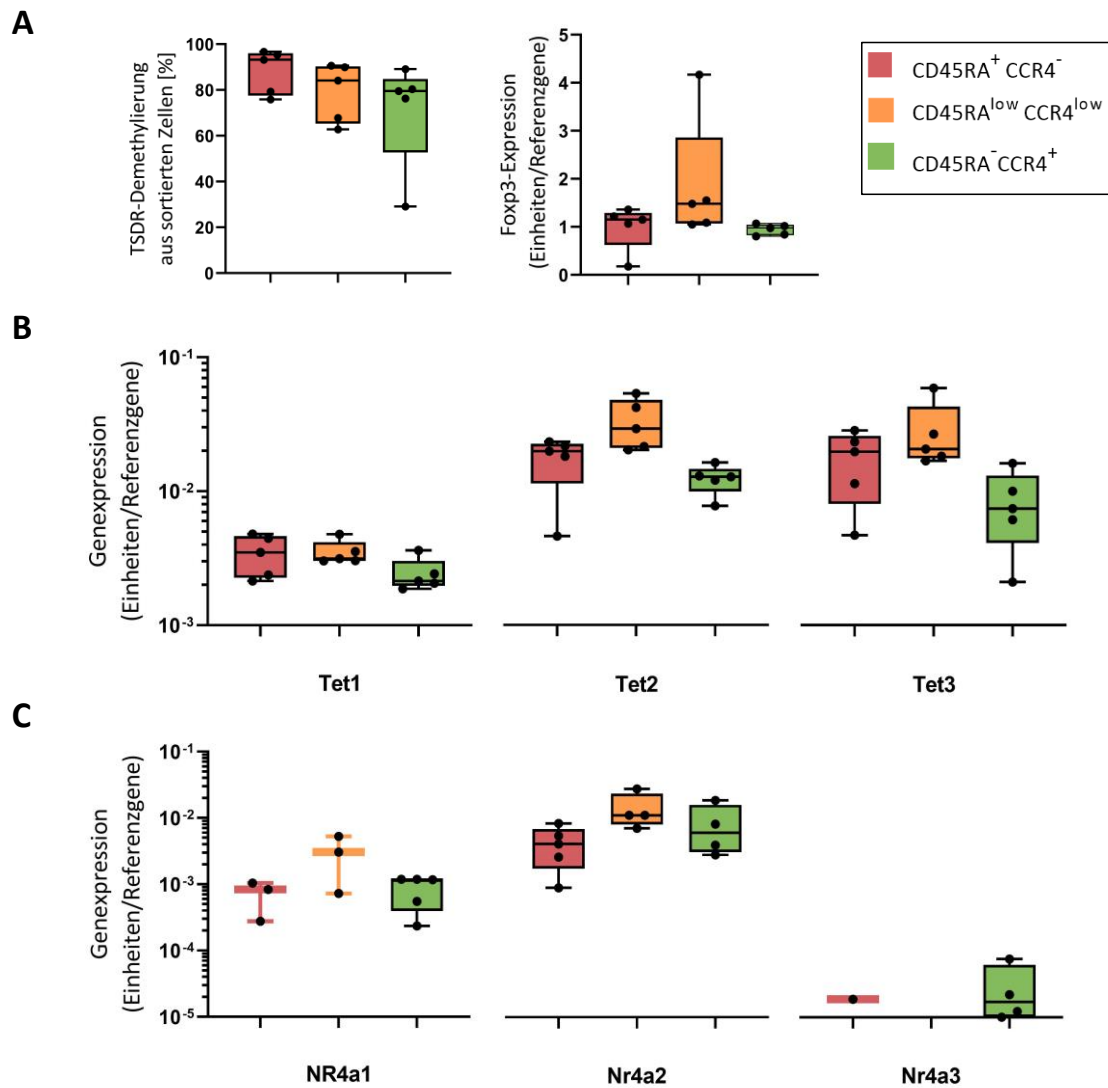 A
TSDR-Demethylierung
aus sortierten Zellen [%]
100
80
60
40
20
0
Foxp3-Expression
(Einheiten/Referenzgene)
5
4
3
2
1
0
CD45RA⁺ CCR4⁻
CD45RAˡᵒʷ CCR4ˡᵒʷ
CD45RA⁻CCR4⁺
B
Genexpression
(Einheiten/Referenzgene)
10⁻¹
10⁻²
10⁻³
Tet1
Tet2
Tet3
C
Genexpression
(Einheiten/Referenzgene)
10⁻¹
10⁻²
10⁻³
10⁻⁴
10⁻⁵
NR4a1
Nr4a2
Nr4a3